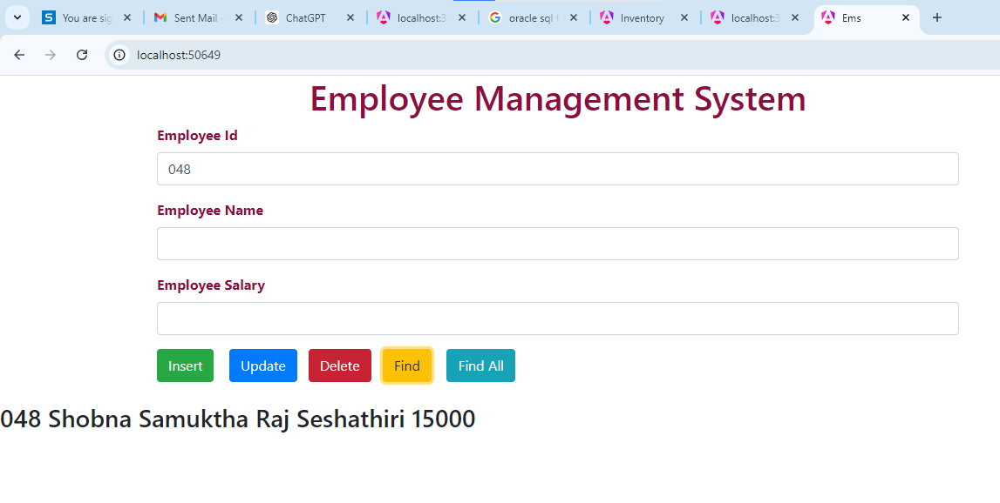 You are sig
Sent Mail -
ChatGPT
localhost:3
oracle sql
Inventory
localhost:3
Ems
localhost:50649
Employee Management System
Employee Id
048
Employee Name
Employee Salary
Insert Update Delete Find Find All
048 Shobna Samuktha Raj Seshathiri 15000